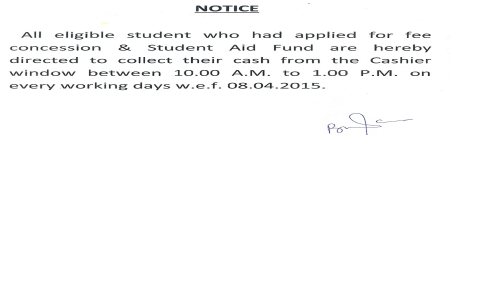 NOTICE
All eligible student who had applied for fee
concession & Student Aid Fund are hereby
directed to collect their cash from the Cashier
window between 10.00 A.M. to 1.00 P.M. on
every working days w.e.f. 08.04.2015.